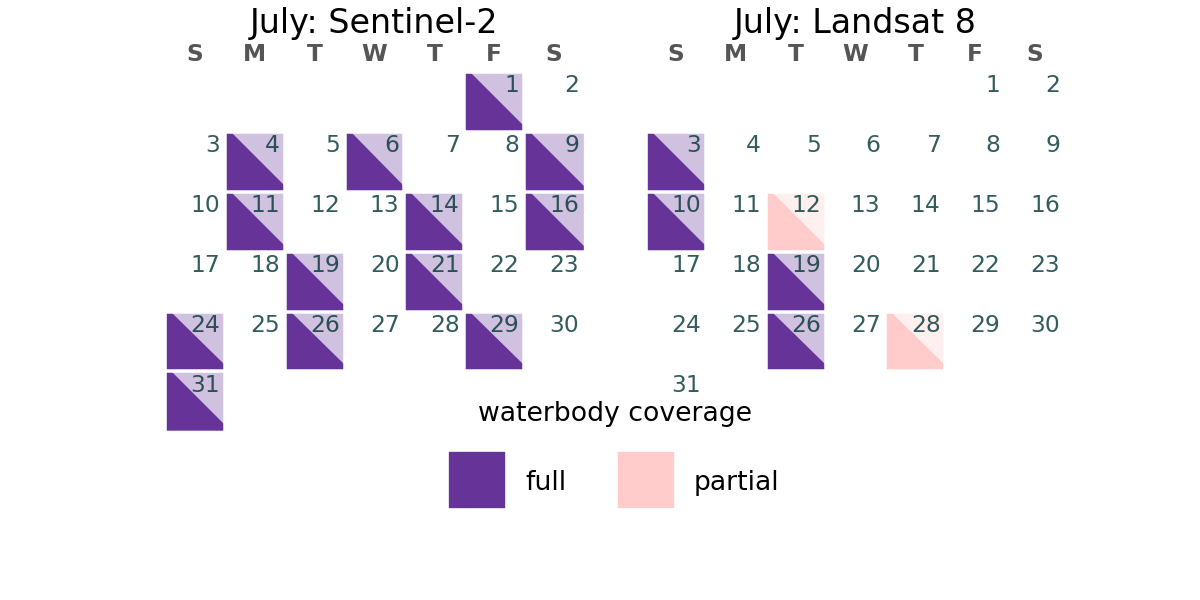 July: Sentinel-2
S M T W T F S
1 2
3 4 5 6 7 8 9
10 11 12 13 14 15 16
17 18 19 20 21 22 23
24 25 26 27 28 29 30
31
July: Landsat 8
S M T W T F S
1 2
3 4 5 6 7 8 9
10 11 12 13 14 15 16
17 18 19 20 21 22 23
24 25 26 27 28 29 30
31
waterbody coverage
full
partial